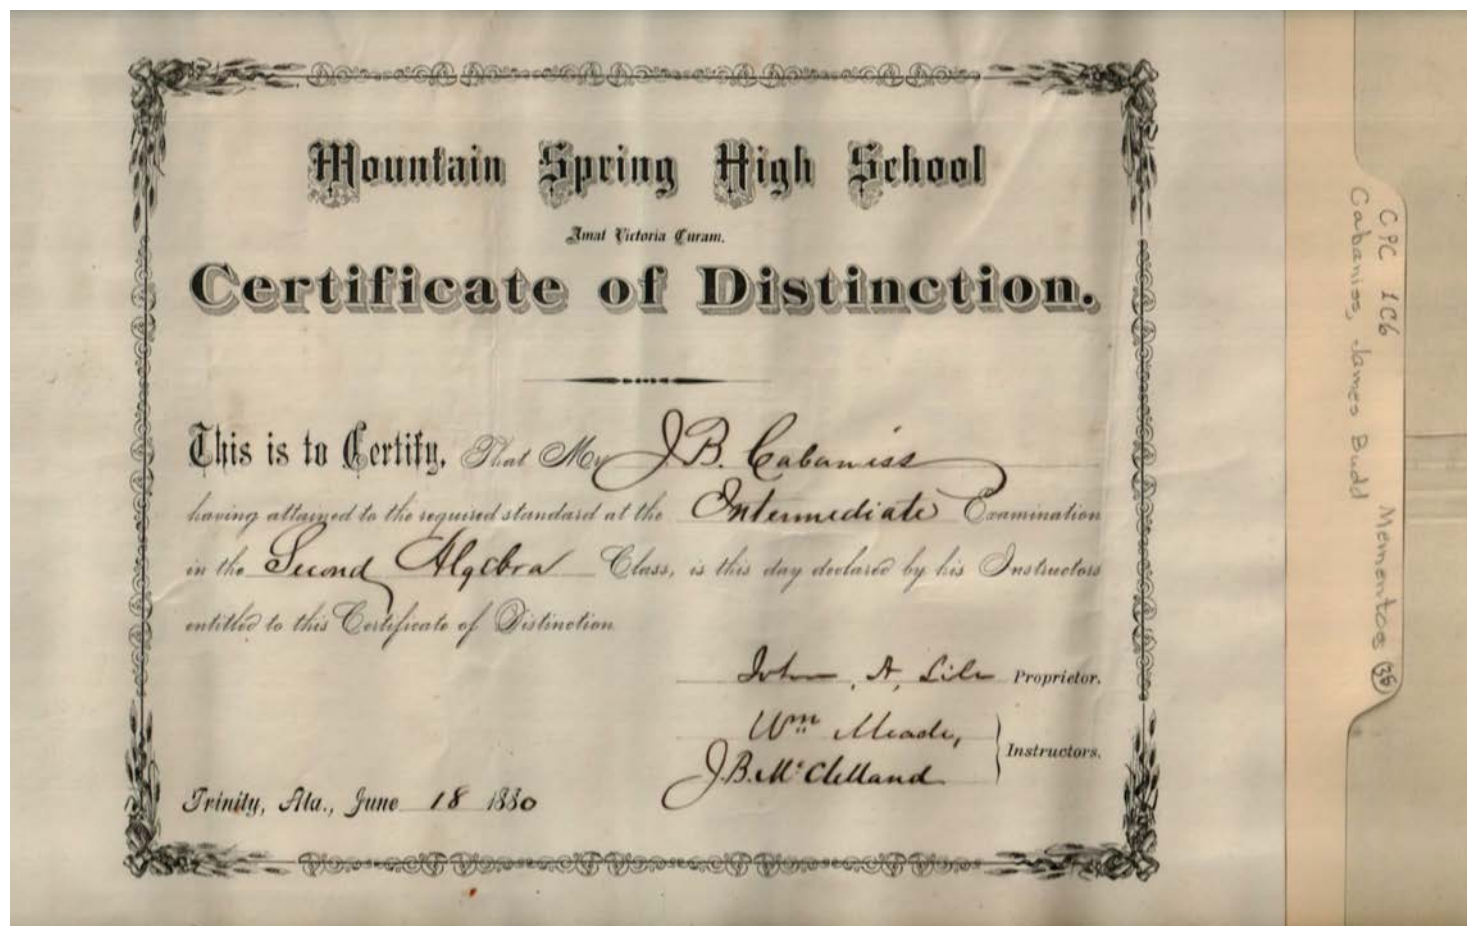 Mountain Spring High School
Amat Victoria Curam.
Certificate of Distinction.
This is to Certify, That Mr J. B. Cabaniss
having attained to the required standard at the Intermediate Examination
in the Second Algebra Class, is this day declared by his Instructors
entitled to this Certificate of Distinction
John A. Lile Proprietor.
Wm Meade,
J. B. McClelland
Instructors.
Trinity, Ala., June 18 1880
CPC 1C6
Cabaniss, James Budd
Mementos 38